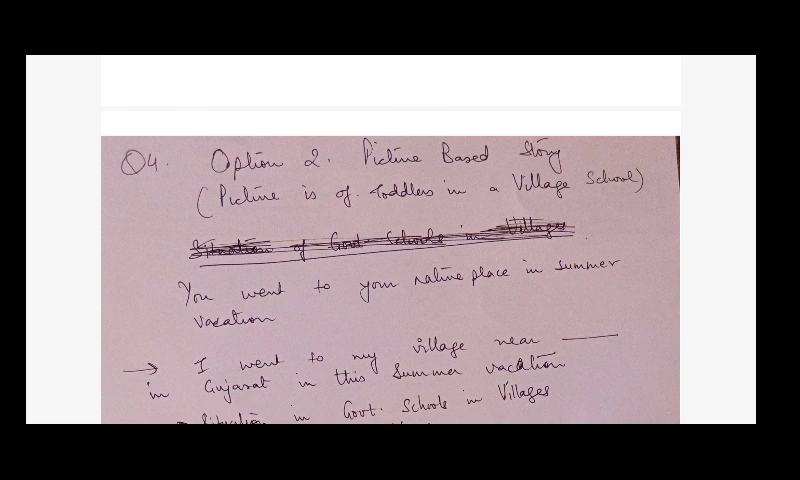 Q4. Option 2. Picture Based Story
(Picture is of toddlers in a Village School)
Situation of Govt Schools in Villages
You went to your native place in summer
vacation
→ I went to my village near ———
in Gujarat in this Summer vacation
Situation in Govt. Schools in Villages